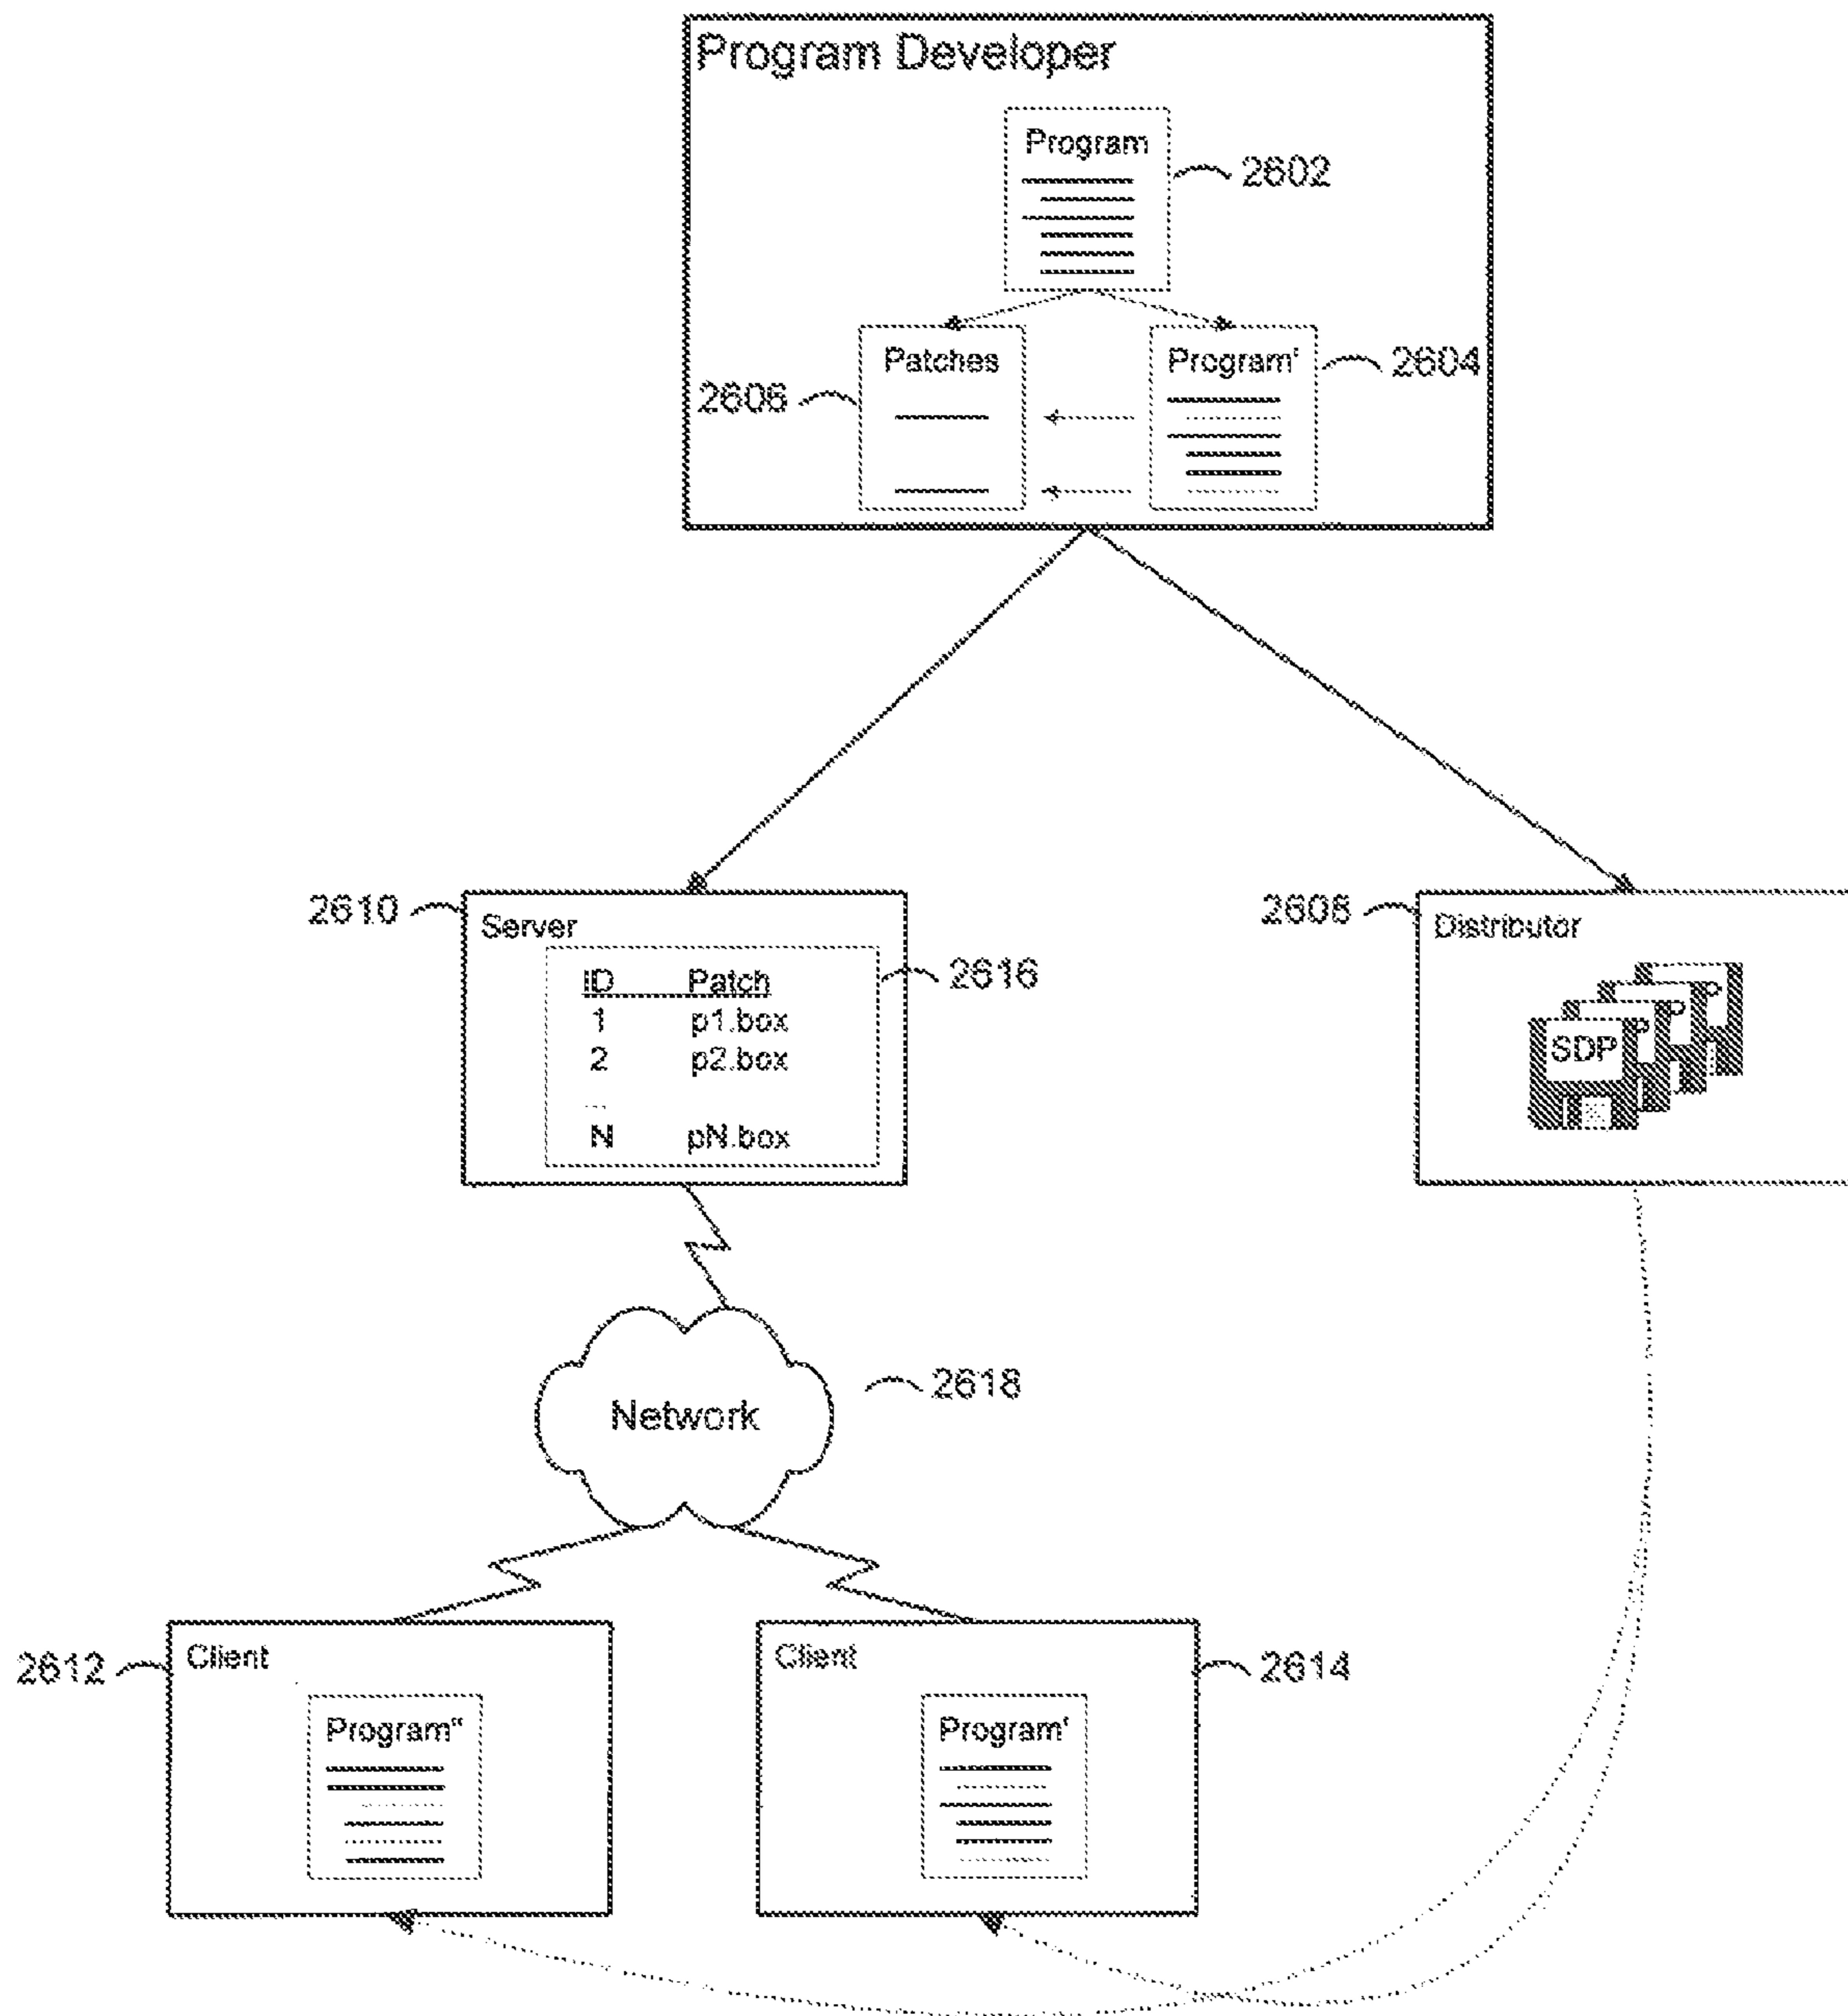 Program Developer
Program
2602
Patches
Program'
2604
2606
2610
Server
ID Patch
1 p1.box
2 p2.box
...
N pN.box
2616
2608
Distributor
SDP
P
P
P
Network
2618
2612
Client
Program"
Client
Program'
2614